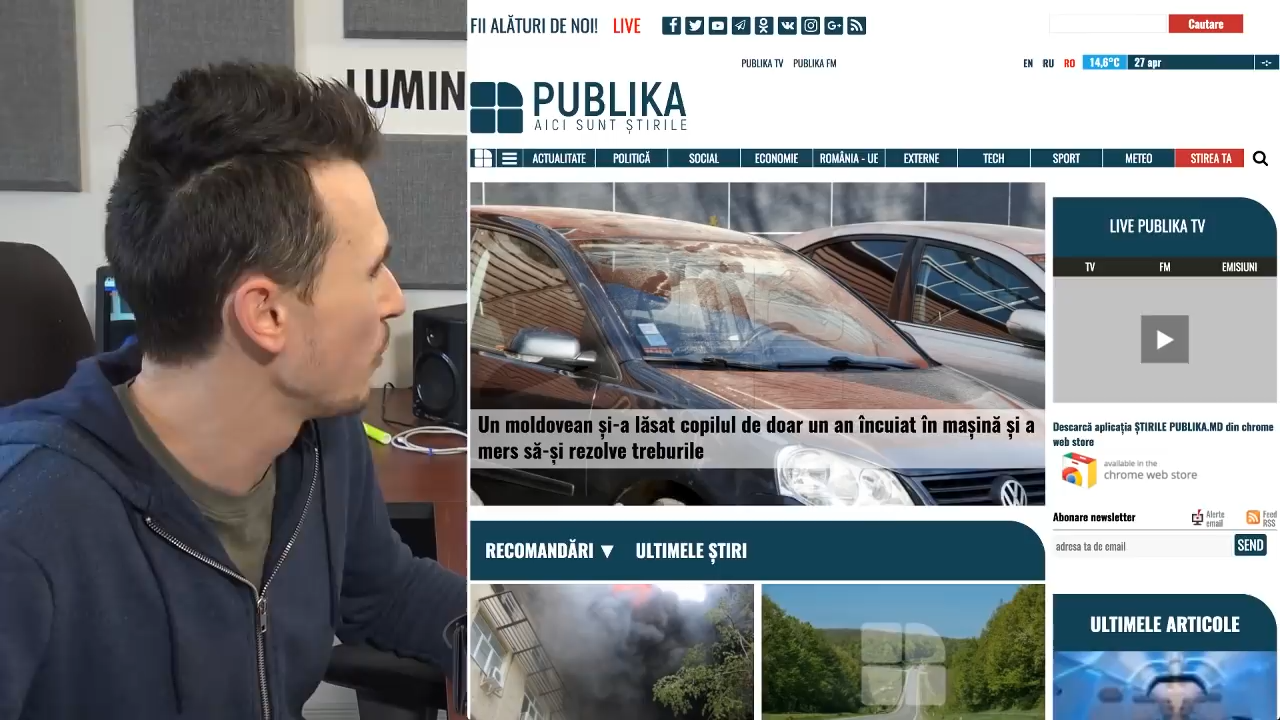 FII ALĂTURI DE NOI! LIVE
Cautare
PUBLIKA TV PUBLIKA FM
EN RU RO 14,6°C 27 apr -:-
LUMIN
PUBLIKA
AICI SUNT ȘTIRILE
ACTUALITATE POLITICĂ SOCIAL ECONOMIE ROMÂNIA - UE EXTERNE TECH SPORT METEO STIREA TA
LIVE PUBLIKA TV
TV FM EMISIUNI
Un moldovean și-a lăsat copilul de doar un an încuiat în mașină și a
mers să-și rezolve treburile
Descarcă aplicația ȘTIRILE PUBLIKA.MD din chrome
web store
available in the
chrome web store
Abonare newsletter
Alerte
email
Feed
RSS
adresa ta de email SEND
RECOMANDĂRI ▼ ULTIMELE ȘTIRI
ULTIMELE ARTICOLE